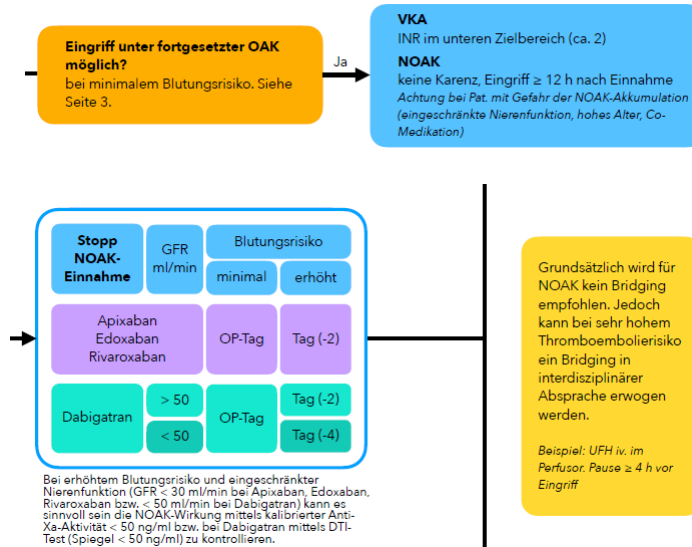 Eingriff unter fortgesetzter OAK
möglich?
bei minimalem Blutungsrisiko. Siehe
Seite 3.
Ja
VKA
INR im unteren Zielbereich (ca. 2)
NOAK
keine Karenz, Eingriff ≥ 12 h nach Einnahme
Achtung bei Pat. mit Gefahr der NOAK-Akkumulation
(eingeschränkte Nierenfunktion, hohes Alter, Co-
Medikation)
Stopp
NOAK-
Einnahme
GFR
ml/min
Blutungsrisiko
minimal
erhöht
Apixaban
Edoxaban
Rivaroxaban
OP-Tag
Tag (-2)
Dabigatran
> 50
< 50
OP-Tag
Tag (-2)
Tag (-4)
Bei erhöhtem Blutungsrisiko und eingeschränkter
Nierenfunktion (GFR < 30 ml/min bei Apixaban, Edoxaban,
Rivaroxaban bzw. < 50 ml/min bei Dabigatran) kann es
sinnvoll sein die NOAK-Wirkung mittels kalibrierter Anti-
Xa-Aktivität < 50 ng/ml bzw. bei Dabigatran mittels DTI-
Test (Spiegel < 50 ng/ml) zu kontrollieren.
Grundsätzlich wird für
NOAK kein Bridging
empfohlen. Jedoch
kann bei sehr hohem
Thromboembolierisiko
ein Bridging in
interdisziplinärer
Absprache erwogen
werden.
Beispiel: UFH iv. im
Perfusor. Pause ≥ 4 h vor
Eingriff